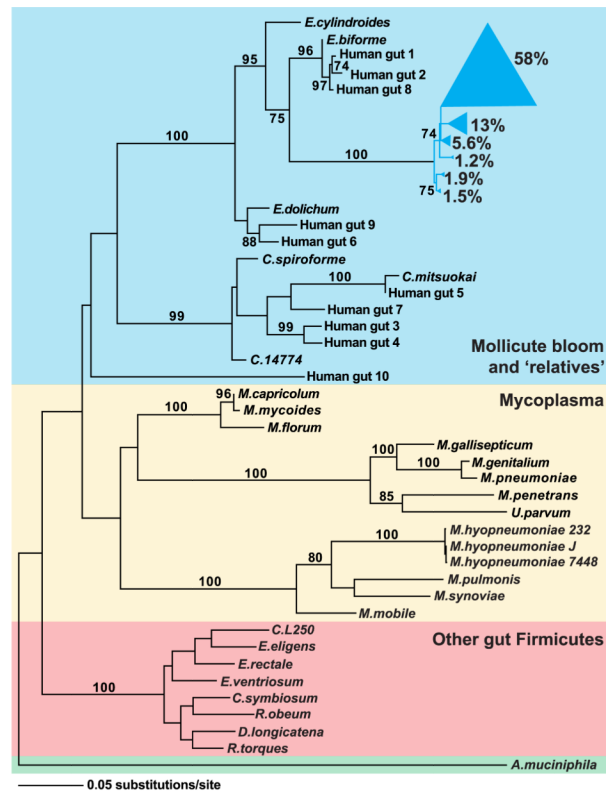 E.cylindroides
58%
E.biforme
96
95
Human gut 1
74
Human gut 2
97
Human gut 8
75
74
13%
5.6%
100
100
1.2%
1.9%
75
1.5%
E.dolichum
Human gut 9
88
Human gut 6
C.spiroforme
100
C.mitsuokai
Human gut 5
Human gut 7
99
99
Human gut 3
Human gut 4
C.14774
Mollicute bloom
and ‘relatives’
Human gut 10
96
M.capricolum
Mycoplasma
100
M.mycoides
M.florum
100
M.gallisepticum
100
M.genitalium
100
M.pneumoniae
85
M.penetrans
U.parvum
M.hyopneumoniae 232
100
M.hyopneumoniae J
80
M.hyopneumoniae 7448
100
M.pulmonis
M.synoviae
M.mobile
C.L250
Other gut Firmicutes
E.eligens
E.rectale
E.ventriosum
100
C.symbiosum
R.obeum
D.longicatena
R.torques
A.muciniphila
0.05 substitutions/site